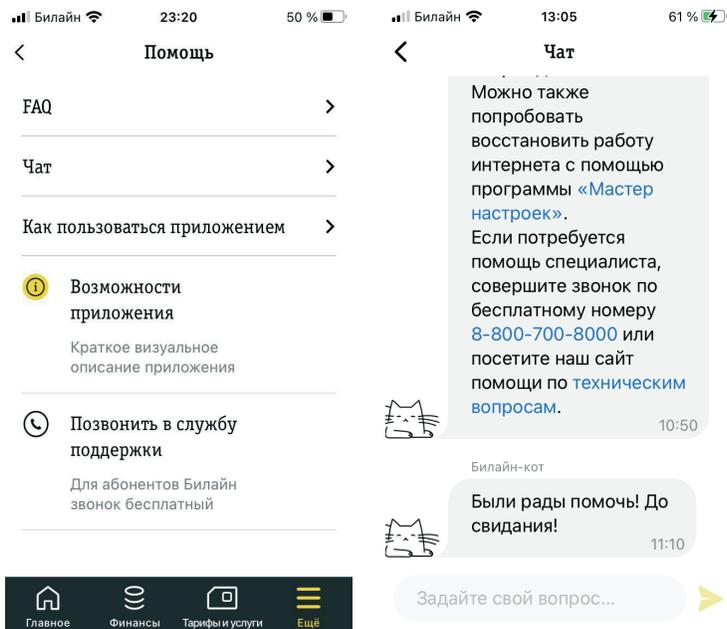 Билайн 23:20 50 %
Помощь
FAQ
Чат
Как пользоваться приложением
Возможности
приложения
Краткое визуальное
описание приложения
Позвонить в службу
поддержки
Для абонентов Билайн
звонок бесплатный
Главное Финансы Тарифы и услуги Ещё
Билайн 13:05 61 %
Чат
Можно также
попробовать
восстановить работу
интернета с помощью
программы «Мастер
настроек».
Если потребуется
помощь специалиста,
совершите звонок по
бесплатному номеру
8-800-700-8000 или
посетите наш сайт
помощи по техническим
вопросам.
10:50
Билайн-кот
Были рады помочь! До
свидания!
11:10
Задайте свой вопрос...